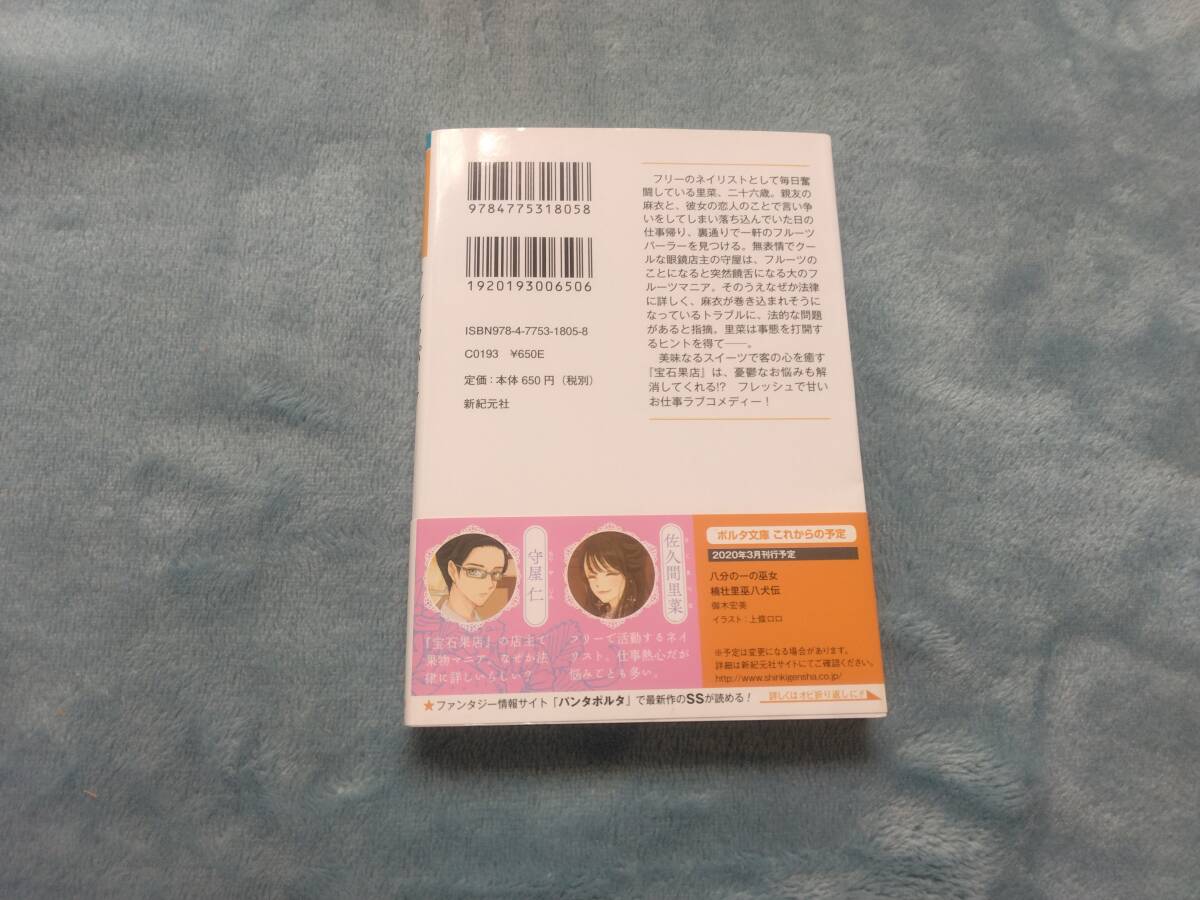 9784775318058
1920193006506
ISBN978-4-7753-1805-8
C0193 ¥650E
定価：本体650円（税別）
新紀元社
フリーのネイリストとして毎日奮
闘している里菜、二十六歳。親友の
麻衣と、彼女の恋人のことで言い争
いをしてしまい落ち込んでいた日の
仕事帰り、裏通りで一軒のフルーツ
パーラーを見つける。無表情でクー
ルな眼鏡店主の守屋は、フルーツの
ことになると突然饒舌になる大のフ
ルーツマニア。そのうえなぜか法律
に詳しく、麻衣が巻き込まれそうに
なっているトラブルに、法的な問題
があると指摘。里菜は事態を打開す
るヒントを得て――。
美味なるスイーツで客の心を癒す
『宝石果店』は、憂鬱なお悩みも解
消してくれる!? フレッシュで甘い
お仕事ラブコメディー！
守屋仁
『宝石果店』の店主で
果物マニア。なぜか法
律に詳しいらしい？
佐久間里菜
フリーで活動するネイ
リスト。仕事熱心だが
悩みごとも多い。
ポルタ文庫 これからの予定
2020年3月刊行予定
八分の一の巫女
椿壮里巫八犬伝
御木宏美
イラスト：上條ロロ
※予定は変更になる場合があります。
詳細は新紀元社サイトにてご確認ください。
http://www.shinkigensha.co.jp/
★ファンタジー情報サイト「パンタポルタ」で最新作のSSが読める！
詳しくはオビ折り返しに!!